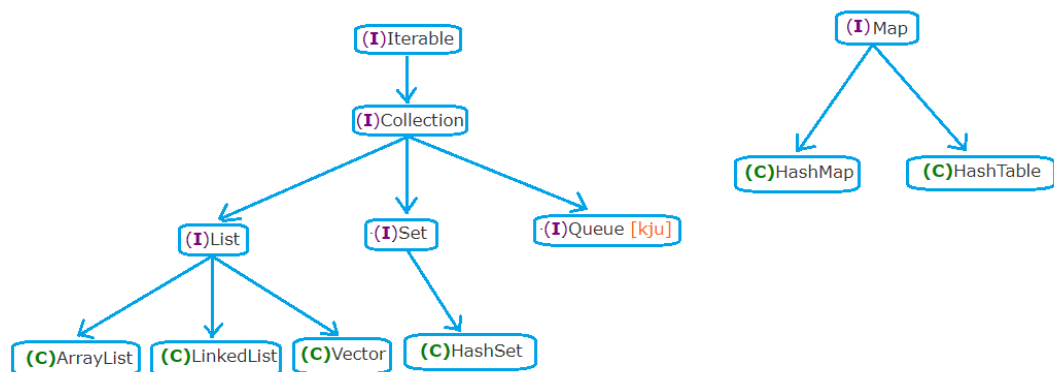 (I)Iterable
(I)Map
(I)Collection
(C)HashMap
(C)HashTable
(I)List
·(I)Set
·(I)Queue [kju]
(C)ArrayList
(C)LinkedList
(C)Vector
(C)HashSet